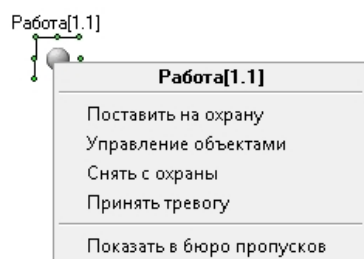 Работа[1.1]
Работа[1.1]
Поставить на охрану
Управление объектами
Снять с охраны
Принять тревогу
Показать в бюро пропусков